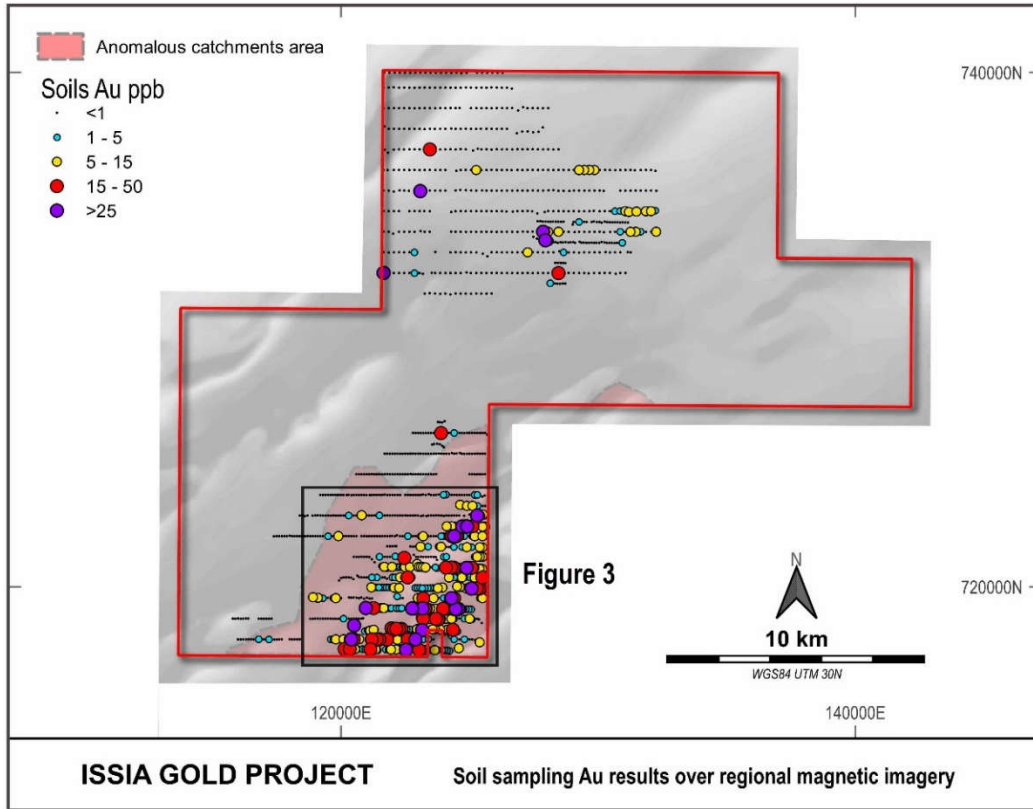 Anomalous catchments area
Soils Au ppb
<1
1 - 5
5 - 15
15 - 50
>25
740000N
Figure 3
720000N
N
10 km
WGS84 UTM 30N
120000E
140000E
ISSIA GOLD PROJECT
Soil sampling Au results over regional magnetic imagery